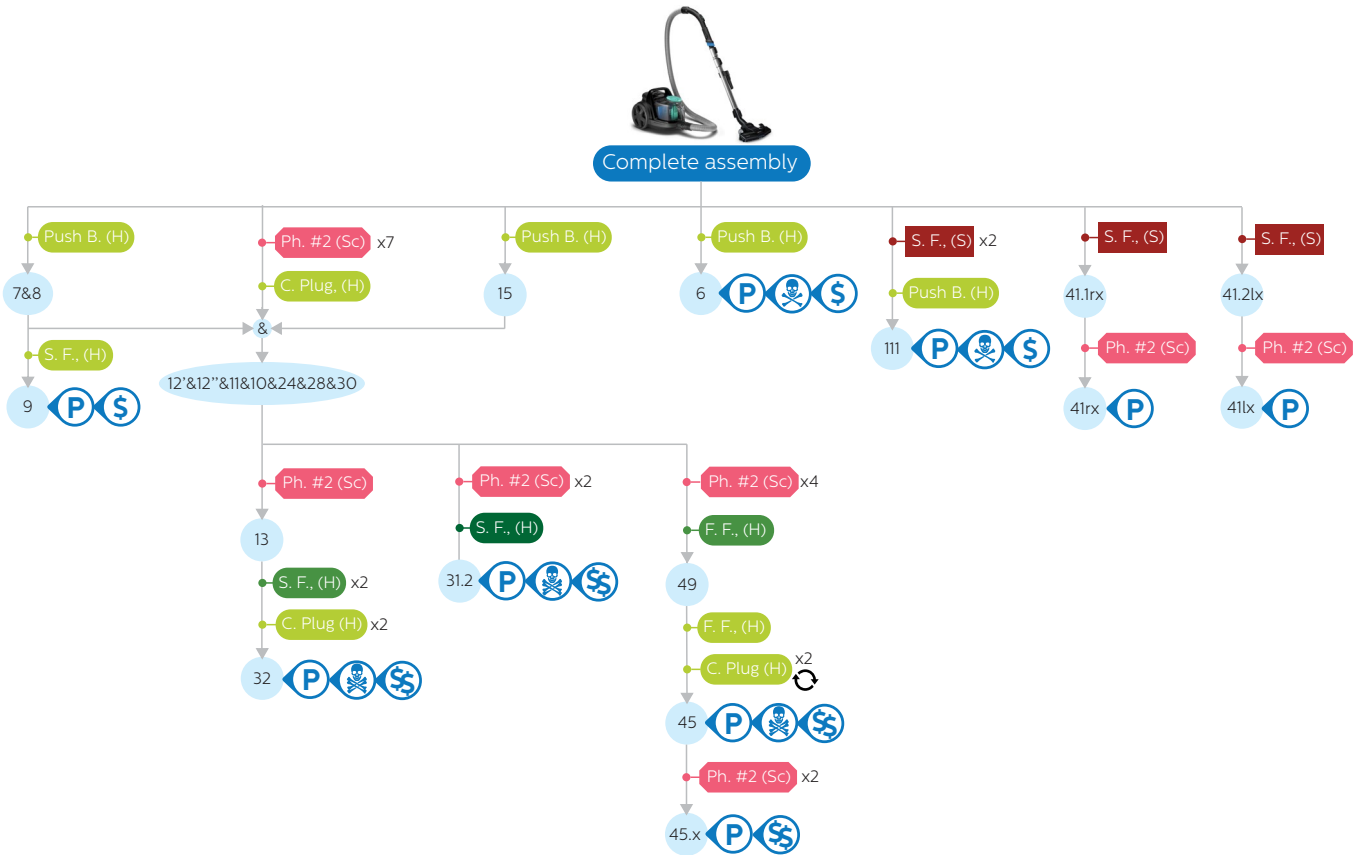 Complete assembly
Push B. (H)
Ph. #2 (Sc) x7
Push B. (H)
Push B. (H)
S. F., (S) x2
S. F., (S)
S. F., (S)
C. Plug, (H)
Push B. (H)
7&8
15
6 P $
41.1rx
41.2lx
&
S. F., (H)
111 P $
Ph. #2 (Sc)
Ph. #2 (Sc)
12'&12''&11&10&24&28&30
9 P $
41rx P
41lx P
Ph. #2 (Sc)
Ph. #2 (Sc) x2
Ph. #2 (Sc) x4
S. F., (H)
F. F., (H)
13
31.2 P $$
49
S. F., (H) x2
C. Plug (H) x2
F. F., (H)
C. Plug (H) x2
32 P $$
45 P $$
Ph. #2 (Sc) x2
45.x P $$